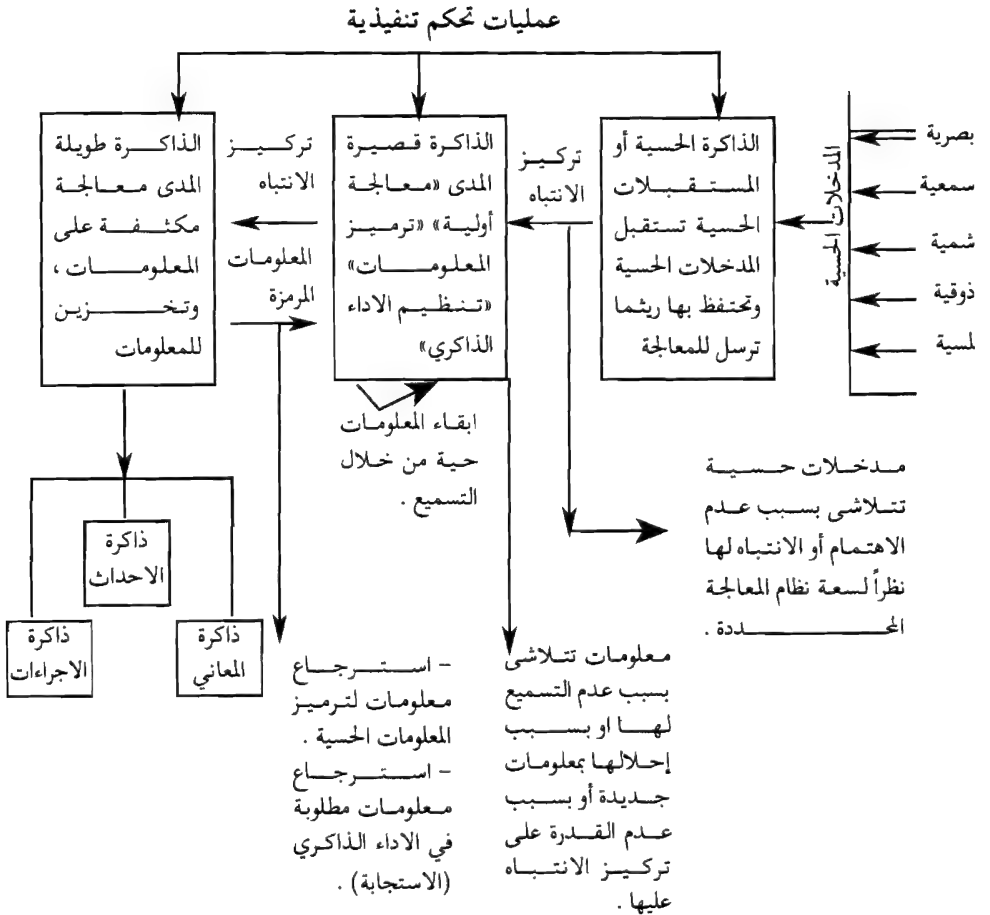 عمليات تحكم تنفيذية
بصرية
سمعية
شمية
ذوقية
لمسية
المدخلات الحسية
الذاكرة الحسية أو
المستقبلات
الحسية تستقبل
المدخلات الحسية
وتحتفظ بها ريثما
ترسل للمعالجة
تركيز
الانتباه
الذاكرة قصيرة
المدى «معالجة
أولية» «ترميز
المعلومات»
«تنظيم الاداء
الذاكري»
تركيز
الانتباه
المعلومات
المرمزة
الذاكرة طويلة
المدى معالجة
مكثفة على
المعلومات ،
وتخزين
للمعلومات
ابقاء المعلومات
حية من خلال
التسميع .
مدخلات حسية
تتلاشى بسبب عدم
الاهتمام أو الانتباه لها
نظراً لسعة نظام المعالجة
المحددة .
معلومات تتلاشى
بسبب عدم التسميع
لها او بسبب
إحلالها بمعلومات
جديدة أو بسبب
عدم القدرة على
تركيز الانتباه
عليها .
– استرجاع
معلومات لترميز
المعلومات الحسية .
– استرجاع
معلومات مطلوبة
في الاداء الذاكري
(الاستجابة) .
ذاكرة
الاحداث
ذاكرة
المعاني
ذاكرة
الاجراءات